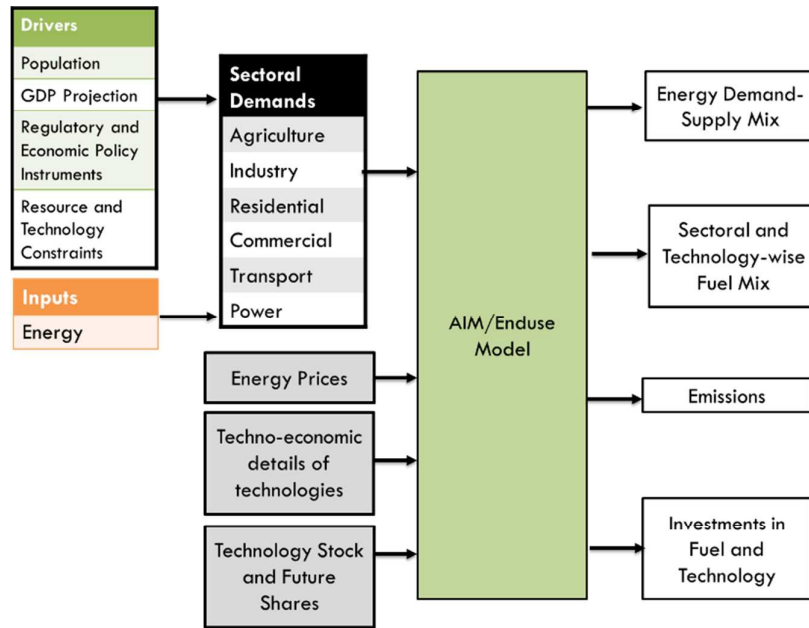 Drivers
Population
GDP Projection
Regulatory and
Economic Policy
Instruments
Resource and
Technology
Constraints
Inputs
Energy
Sectoral
Demands
Agriculture
Industry
Residential
Commercial
Transport
Power
Energy Prices
Techno-economic
details of
technologies
Technology Stock
and Future
Shares
AIM/Enduse
Model
Energy Demand-
Supply Mix
Sectoral and
Technology-wise
Fuel Mix
Emissions
Investments in
Fuel and
Technology